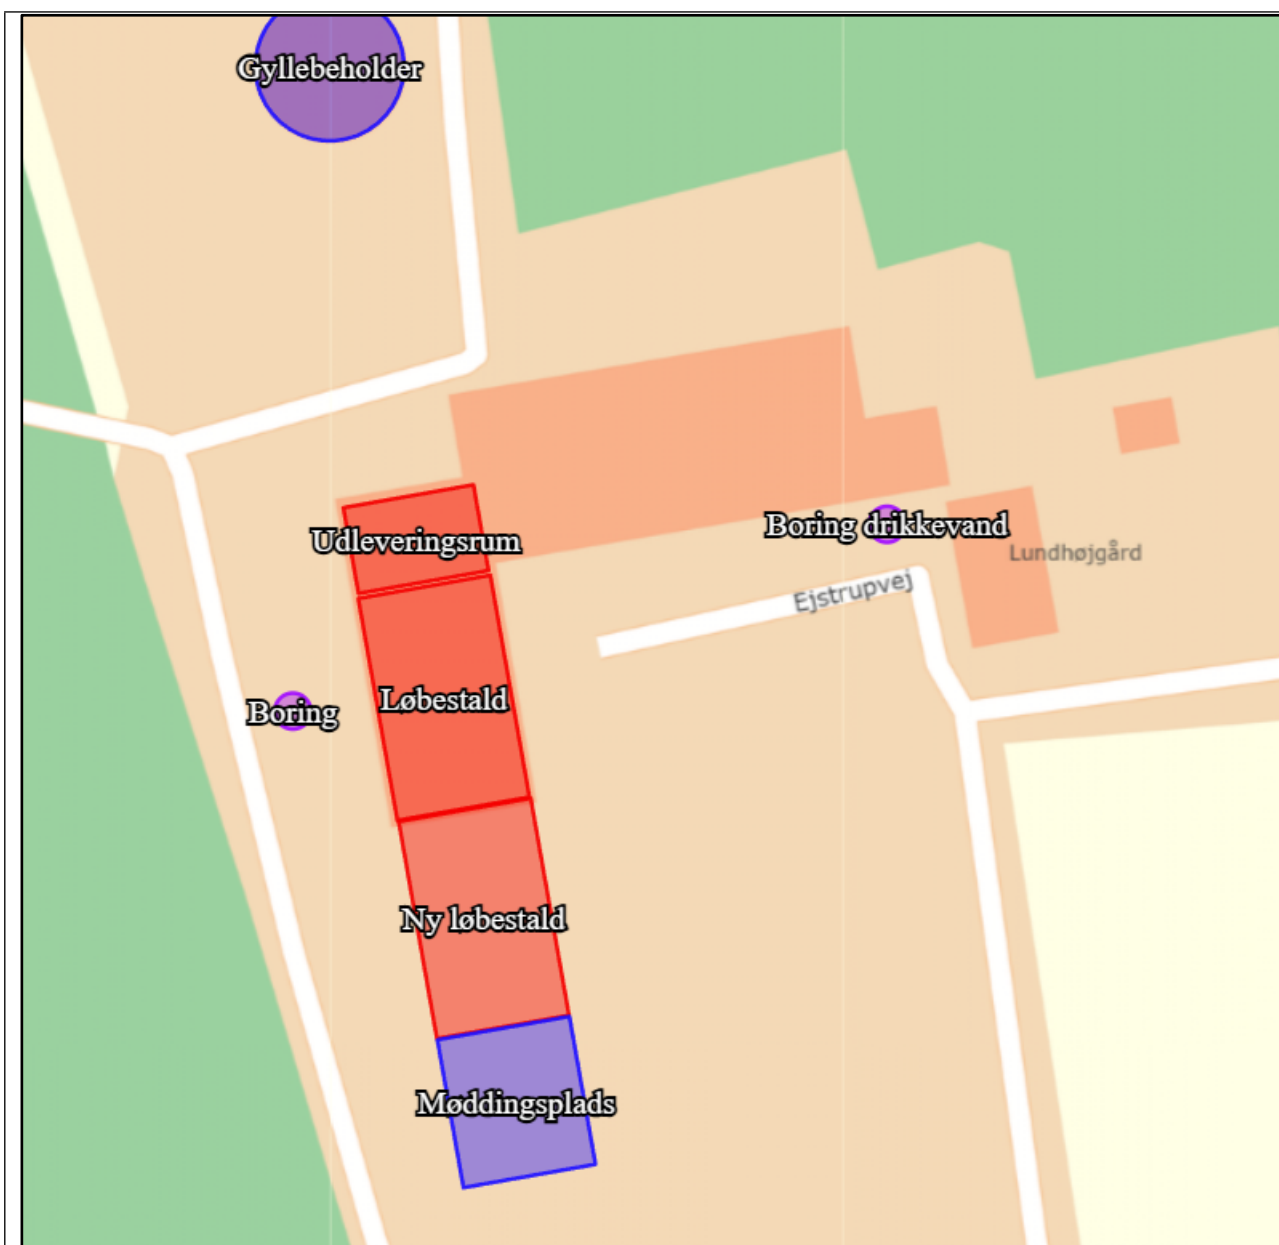 Gyllebeholder
Boring drikkevand
Udleveringsrum
Lundhøjgård
Ejstrupvej
Løbestald
Boring
Ny løbestald
Møddingsplads